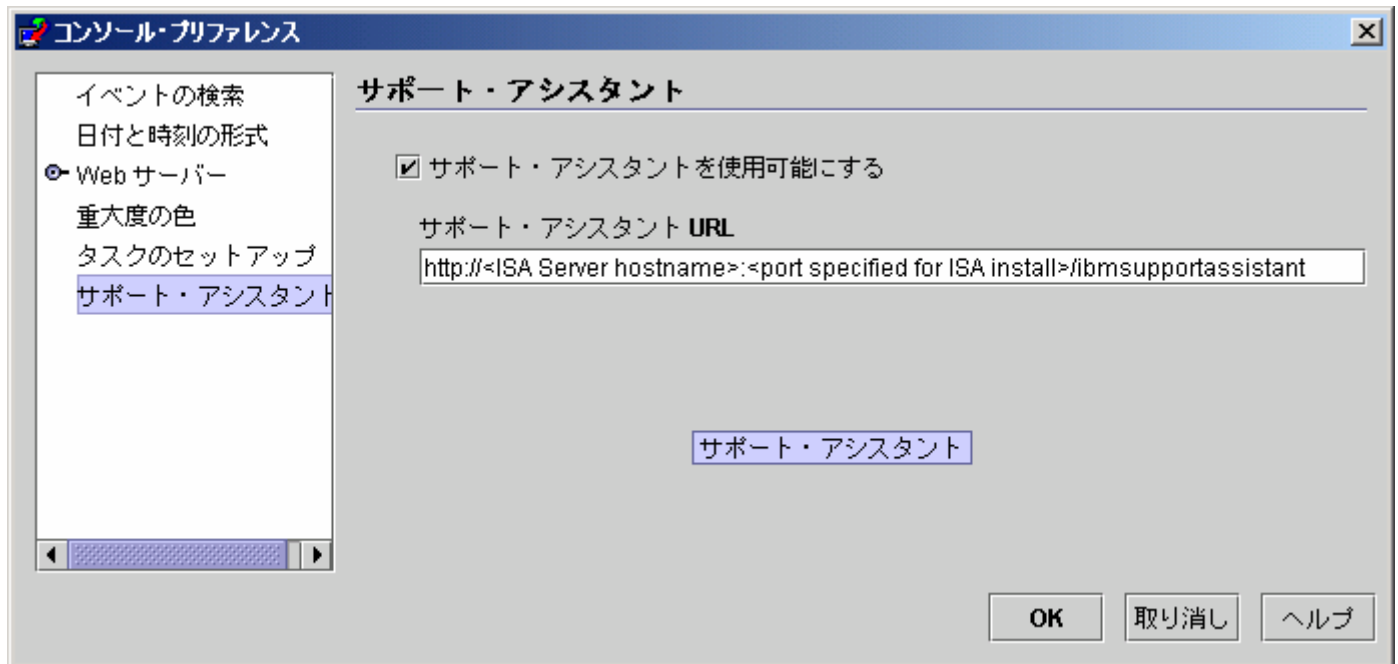 コンソール・プリファレンス
イベントの検索
日付と時刻の形式
Web サーバー
重大度の色
タスクのセットアップ
サポート・アシスタント
サポート・アシスタント
サポート・アシスタントを使用可能にする
サポート・アシスタント URL
http://<ISA Server hostname>:<port specified for ISA install>/ibmsupportassistant
サポート・アシスタント
OK
取り消し
ヘルプ